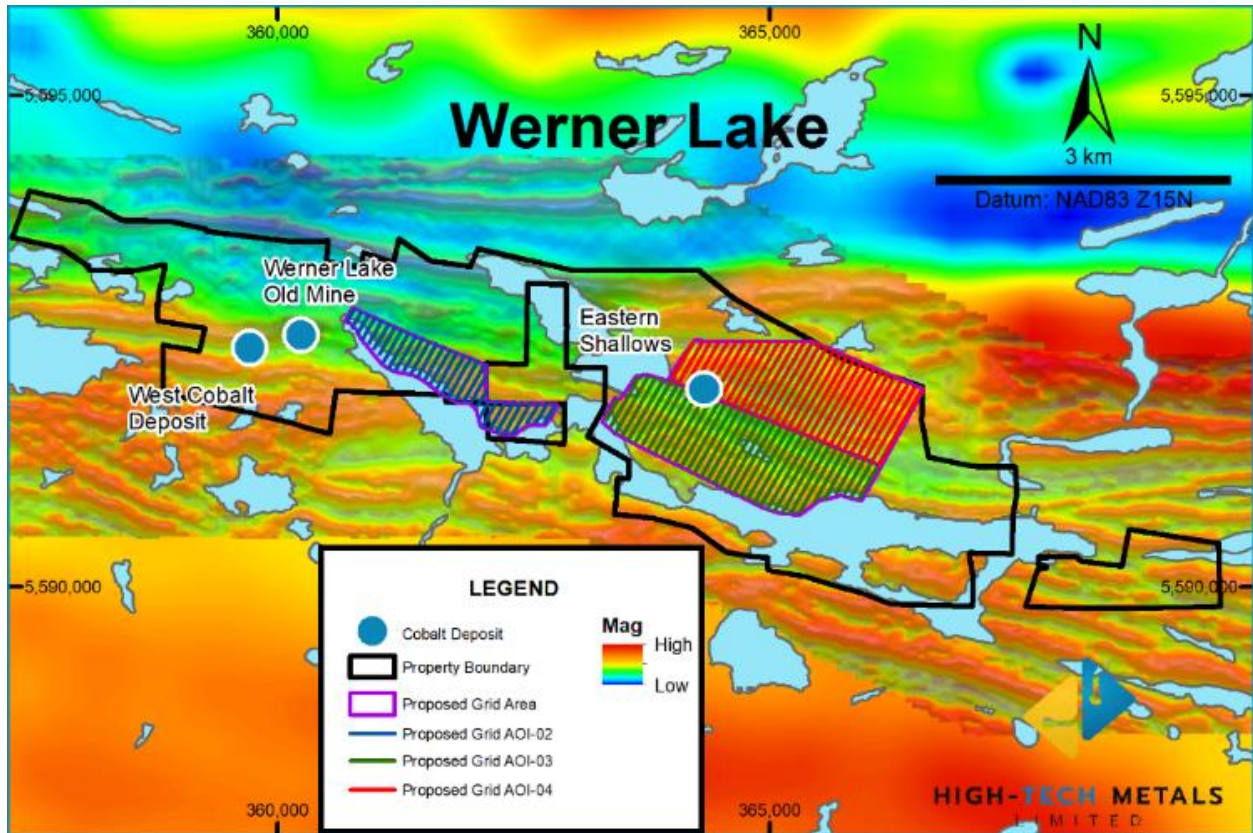 360,000
365,000
N
5,595,000
5,595,000
Werner Lake
3 km
Datum: NAD83 Z15N
Werner Lake
Old Mine
Eastern
Shallows
West Cobalt
Deposit
5,590,000
5,590,000
LEGEND
Cobalt Deposit
Property Boundary
Proposed Grid Area
Proposed Grid AOI-02
Proposed Grid AOI-03
Proposed Grid AOI-04
Mag
High
Low
360,000
365,000
HIGH-TECH METALS
LIMITED